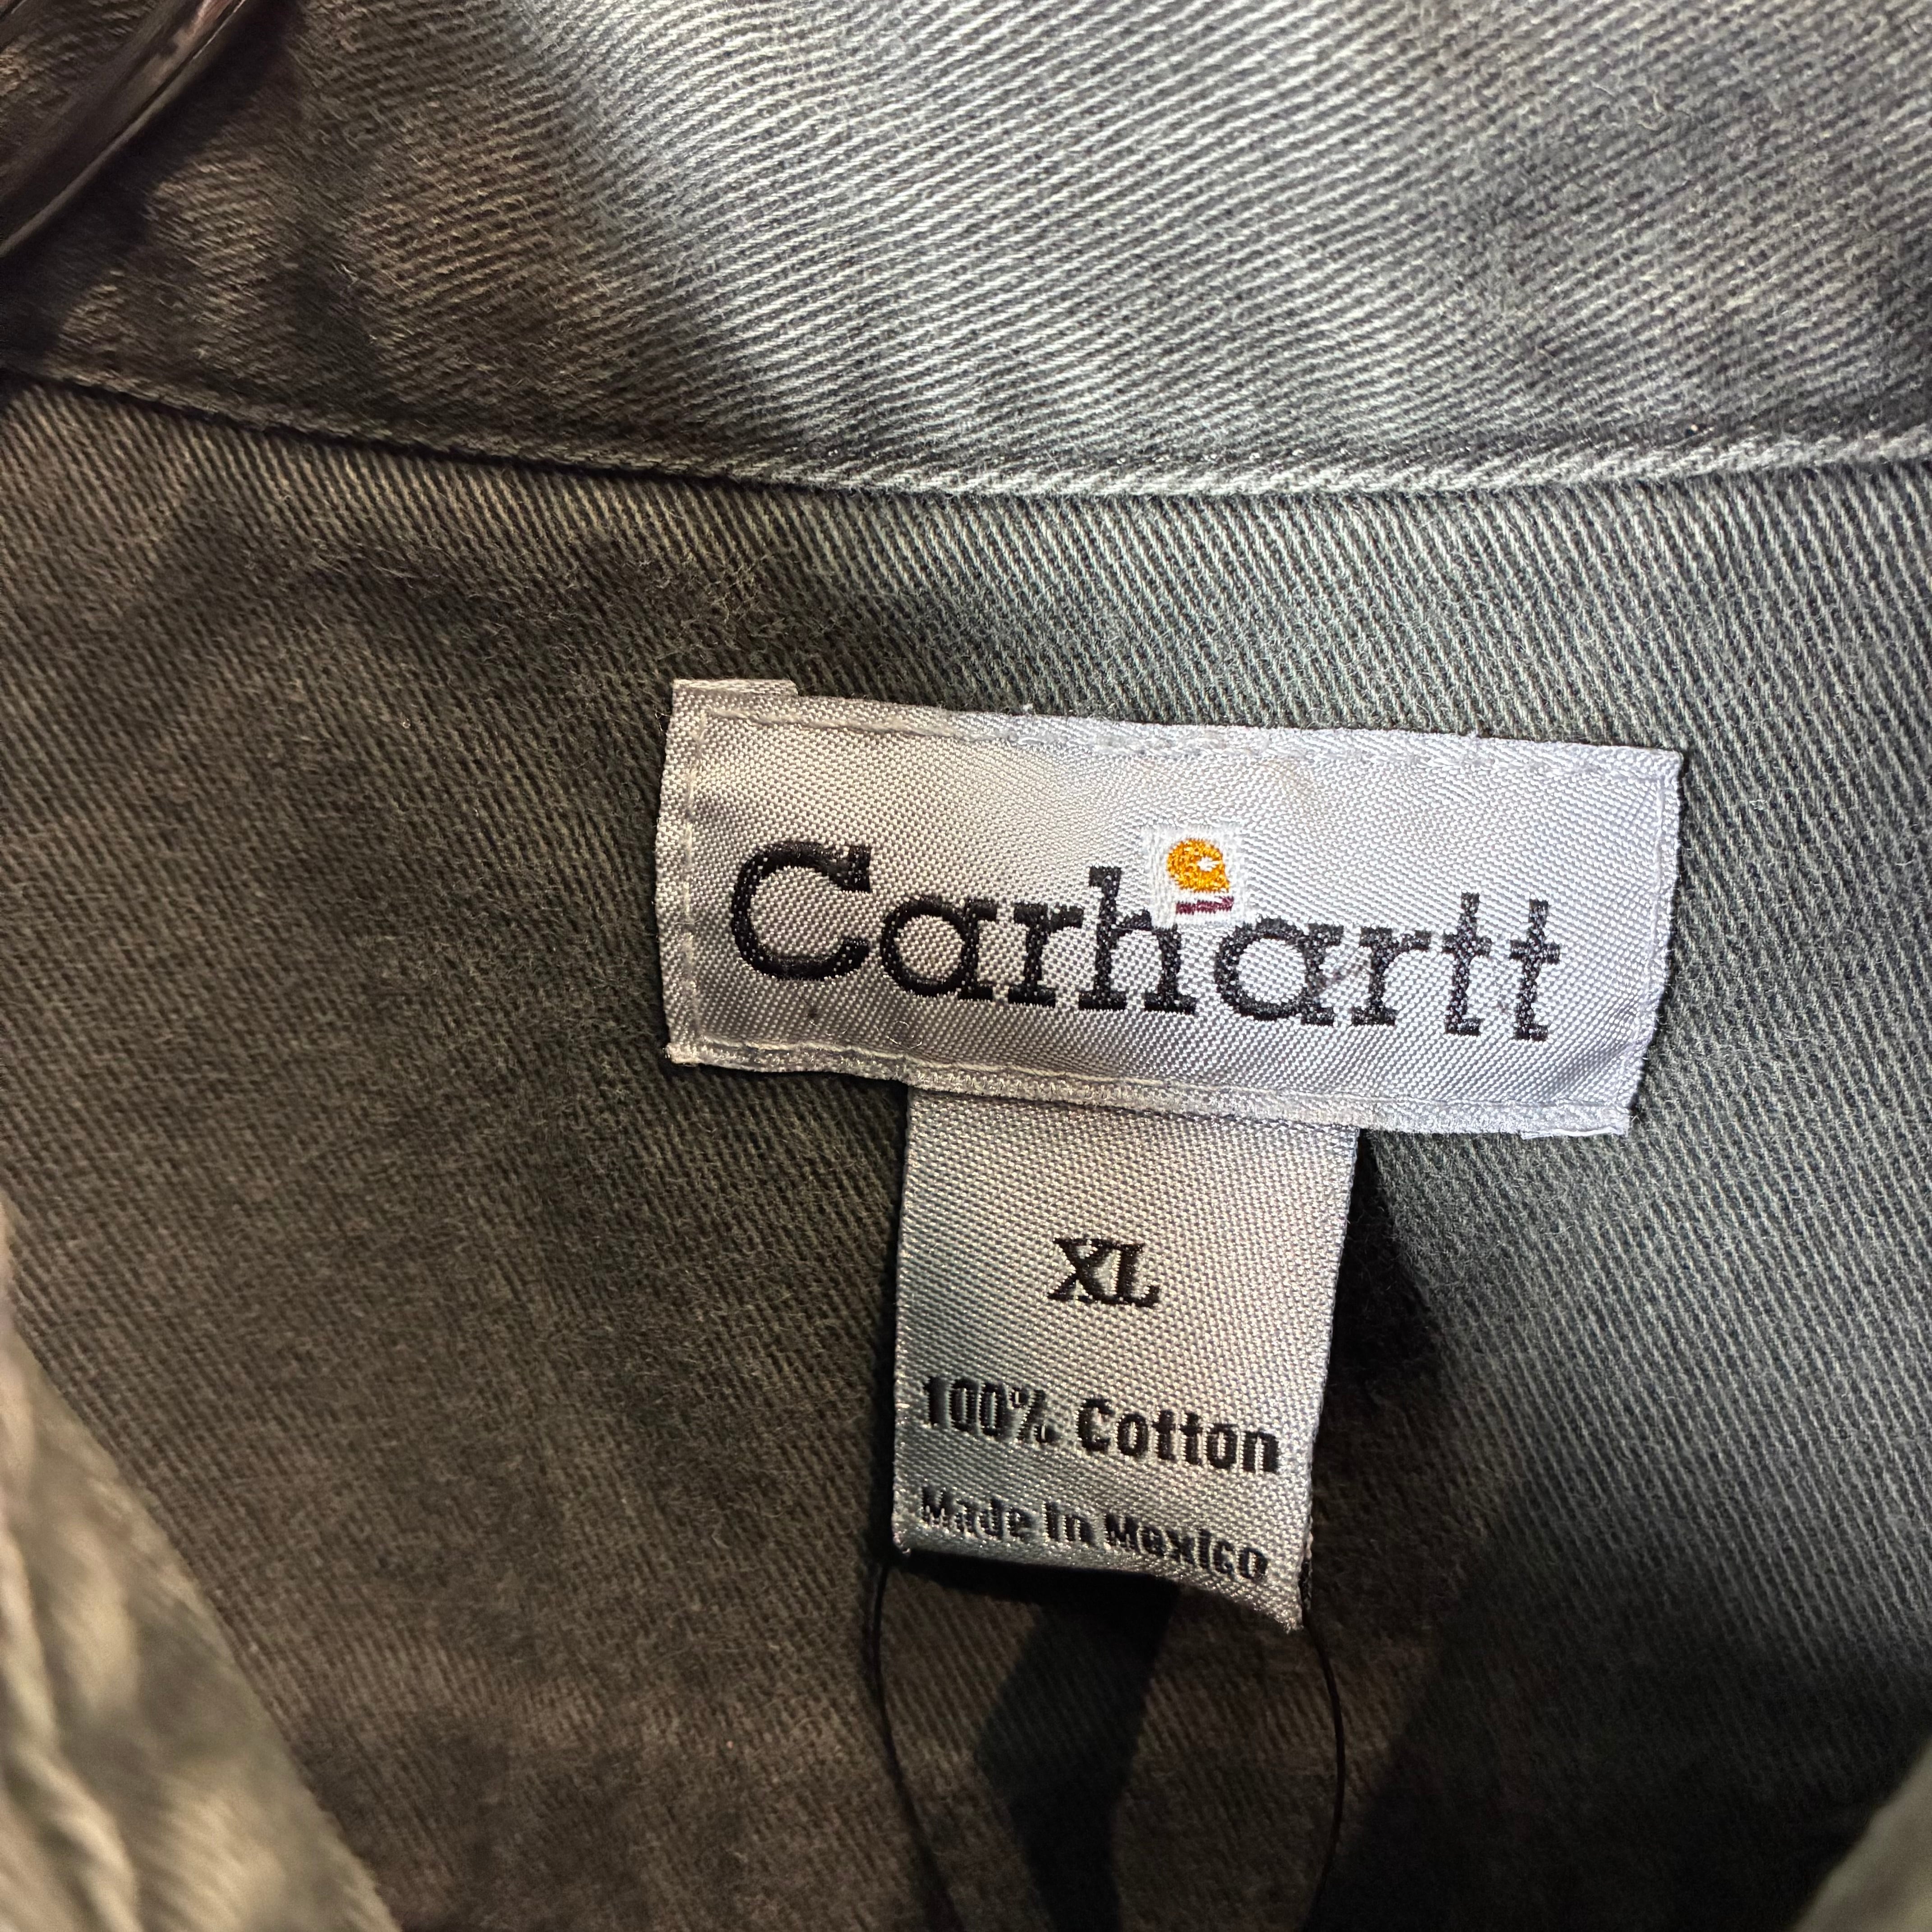 Carhartt
XL
100% Cotton
Made In Mexico